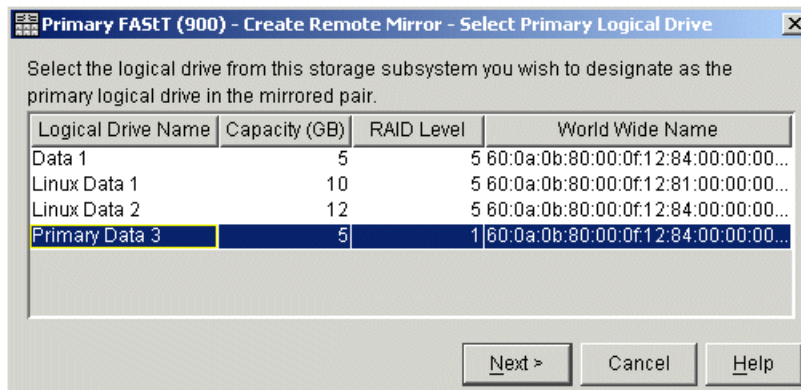 Primary FAStT (900) - Create Remote Mirror - Select Primary Logical Drive
Select the logical drive from this storage subsystem you wish to designate as the
primary logical drive in the mirrored pair.
Logical Drive Name Capacity (GB) RAID Level World Wide Name
Data 1 5 5 60:0a:0b:80:00:0f:12:84:00:00:00...
Linux Data 1 10 5 60:0a:0b:80:00:0f:12:81:00:00:00...
Linux Data 2 12 5 60:0a:0b:80:00:0f:12:84:00:00:00...
Primary Data 3 5 1 60:0a:0b:80:00:0f:12:84:00:00:00...
Next > Cancel Help